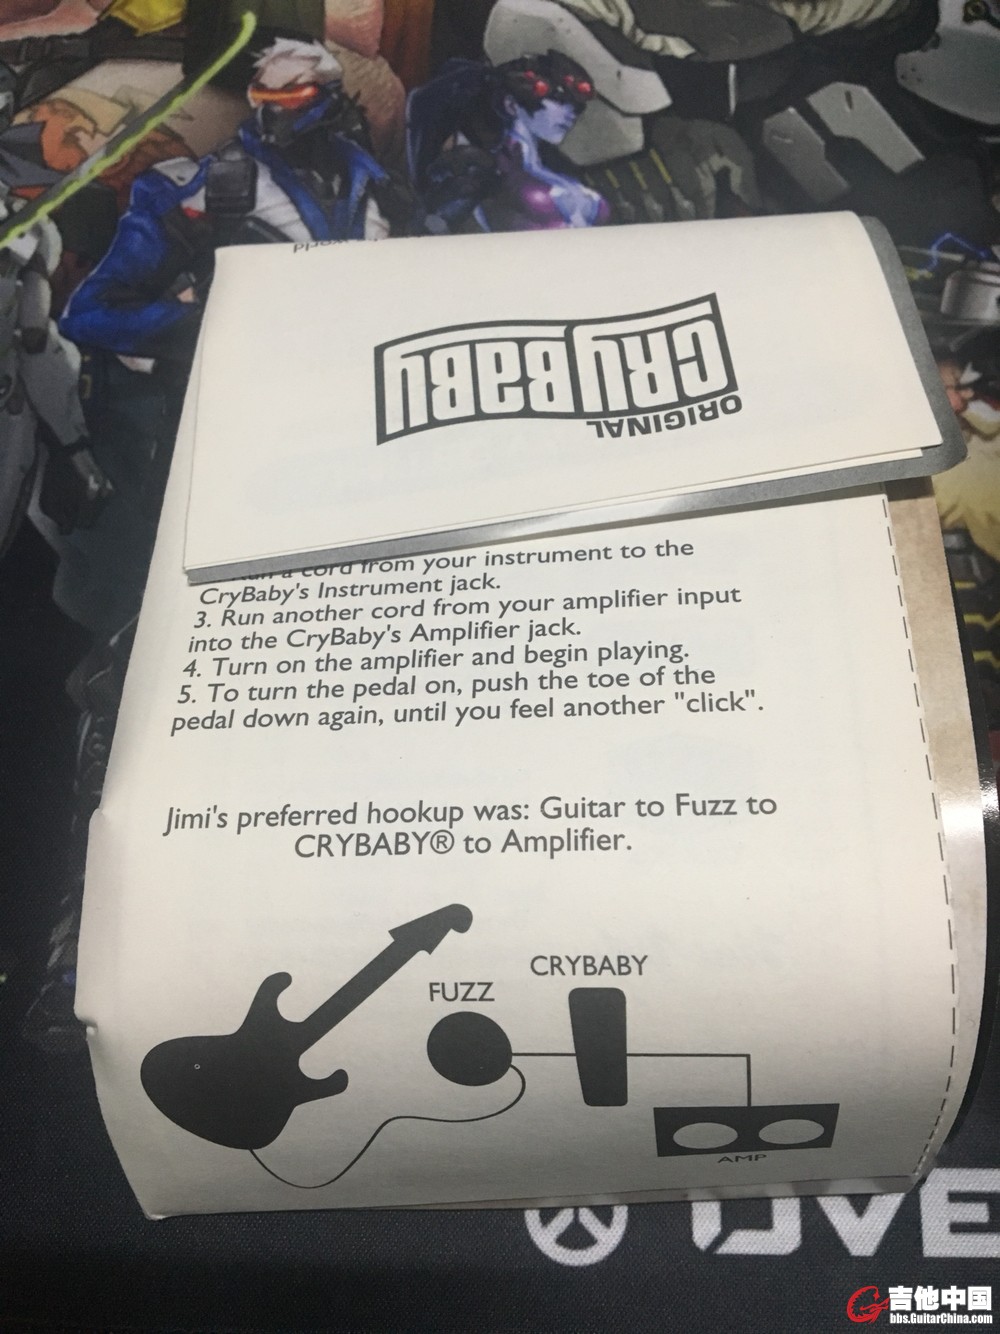 world
CRYBABY
ORIGINAL
cord from your instrument to the
CryBaby's Instrument jack.
3. Run another cord from your amplifier input
into the CryBaby's Amplifier jack.
4. Turn on the amplifier and begin playing.
5. To turn the pedal on, push the toe of the
pedal down again, until you feel another "click".
Jimi's preferred hookup was: Guitar to Fuzz to
CRYBABY® to Amplifier.
CRYBABY
FUZZ
AMP
OVE
吉他中国
bbs.GuitarChina.com